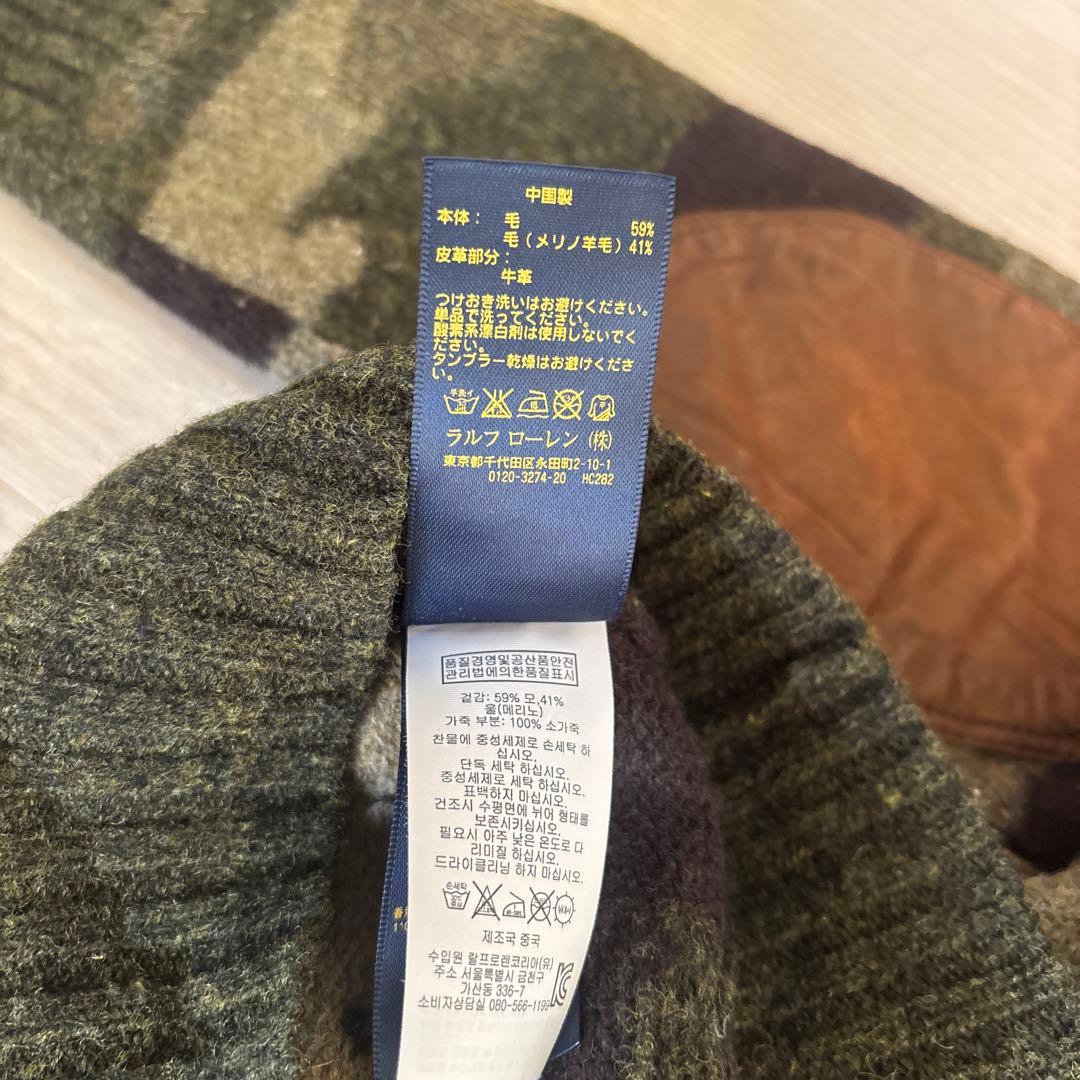 中国製
本体： 毛 59%
毛（メリノ羊毛）41%
皮革部分：
牛革
つけおき洗いはお避けください。
単品で洗ってください。
酸素系漂白剤は使用しないでく
ださい。
タンブラー乾燥はお避けくださ
い。
手洗イ
ラルフ ローレン（株）
東京都千代田区永田町2-10-1
0120-3274-20 HC282
품질경영및공산품안전
관리법에의한품질표시
겉감: 59% 모,41%
울(메리노)
가죽 부분: 100% 소가죽
찬물에 중성세제로 손세탁 하
십시오.
단독 세탁 하십시오.
중성세제로 세탁 하십시오.
표백하지 마십시오.
건조시 수평면에 뉘어 형태를
보존시키십시오.
필요시 아주 낮은 온도로 다
리미질 하십시오.
드라이클리닝 하지 마십시오.
손세탁
제조국 중국
수입원 랄프로렌코리아(유)
주소 서울특별시 금천구
가산동 336-7
소비자상담실 080-566-1199